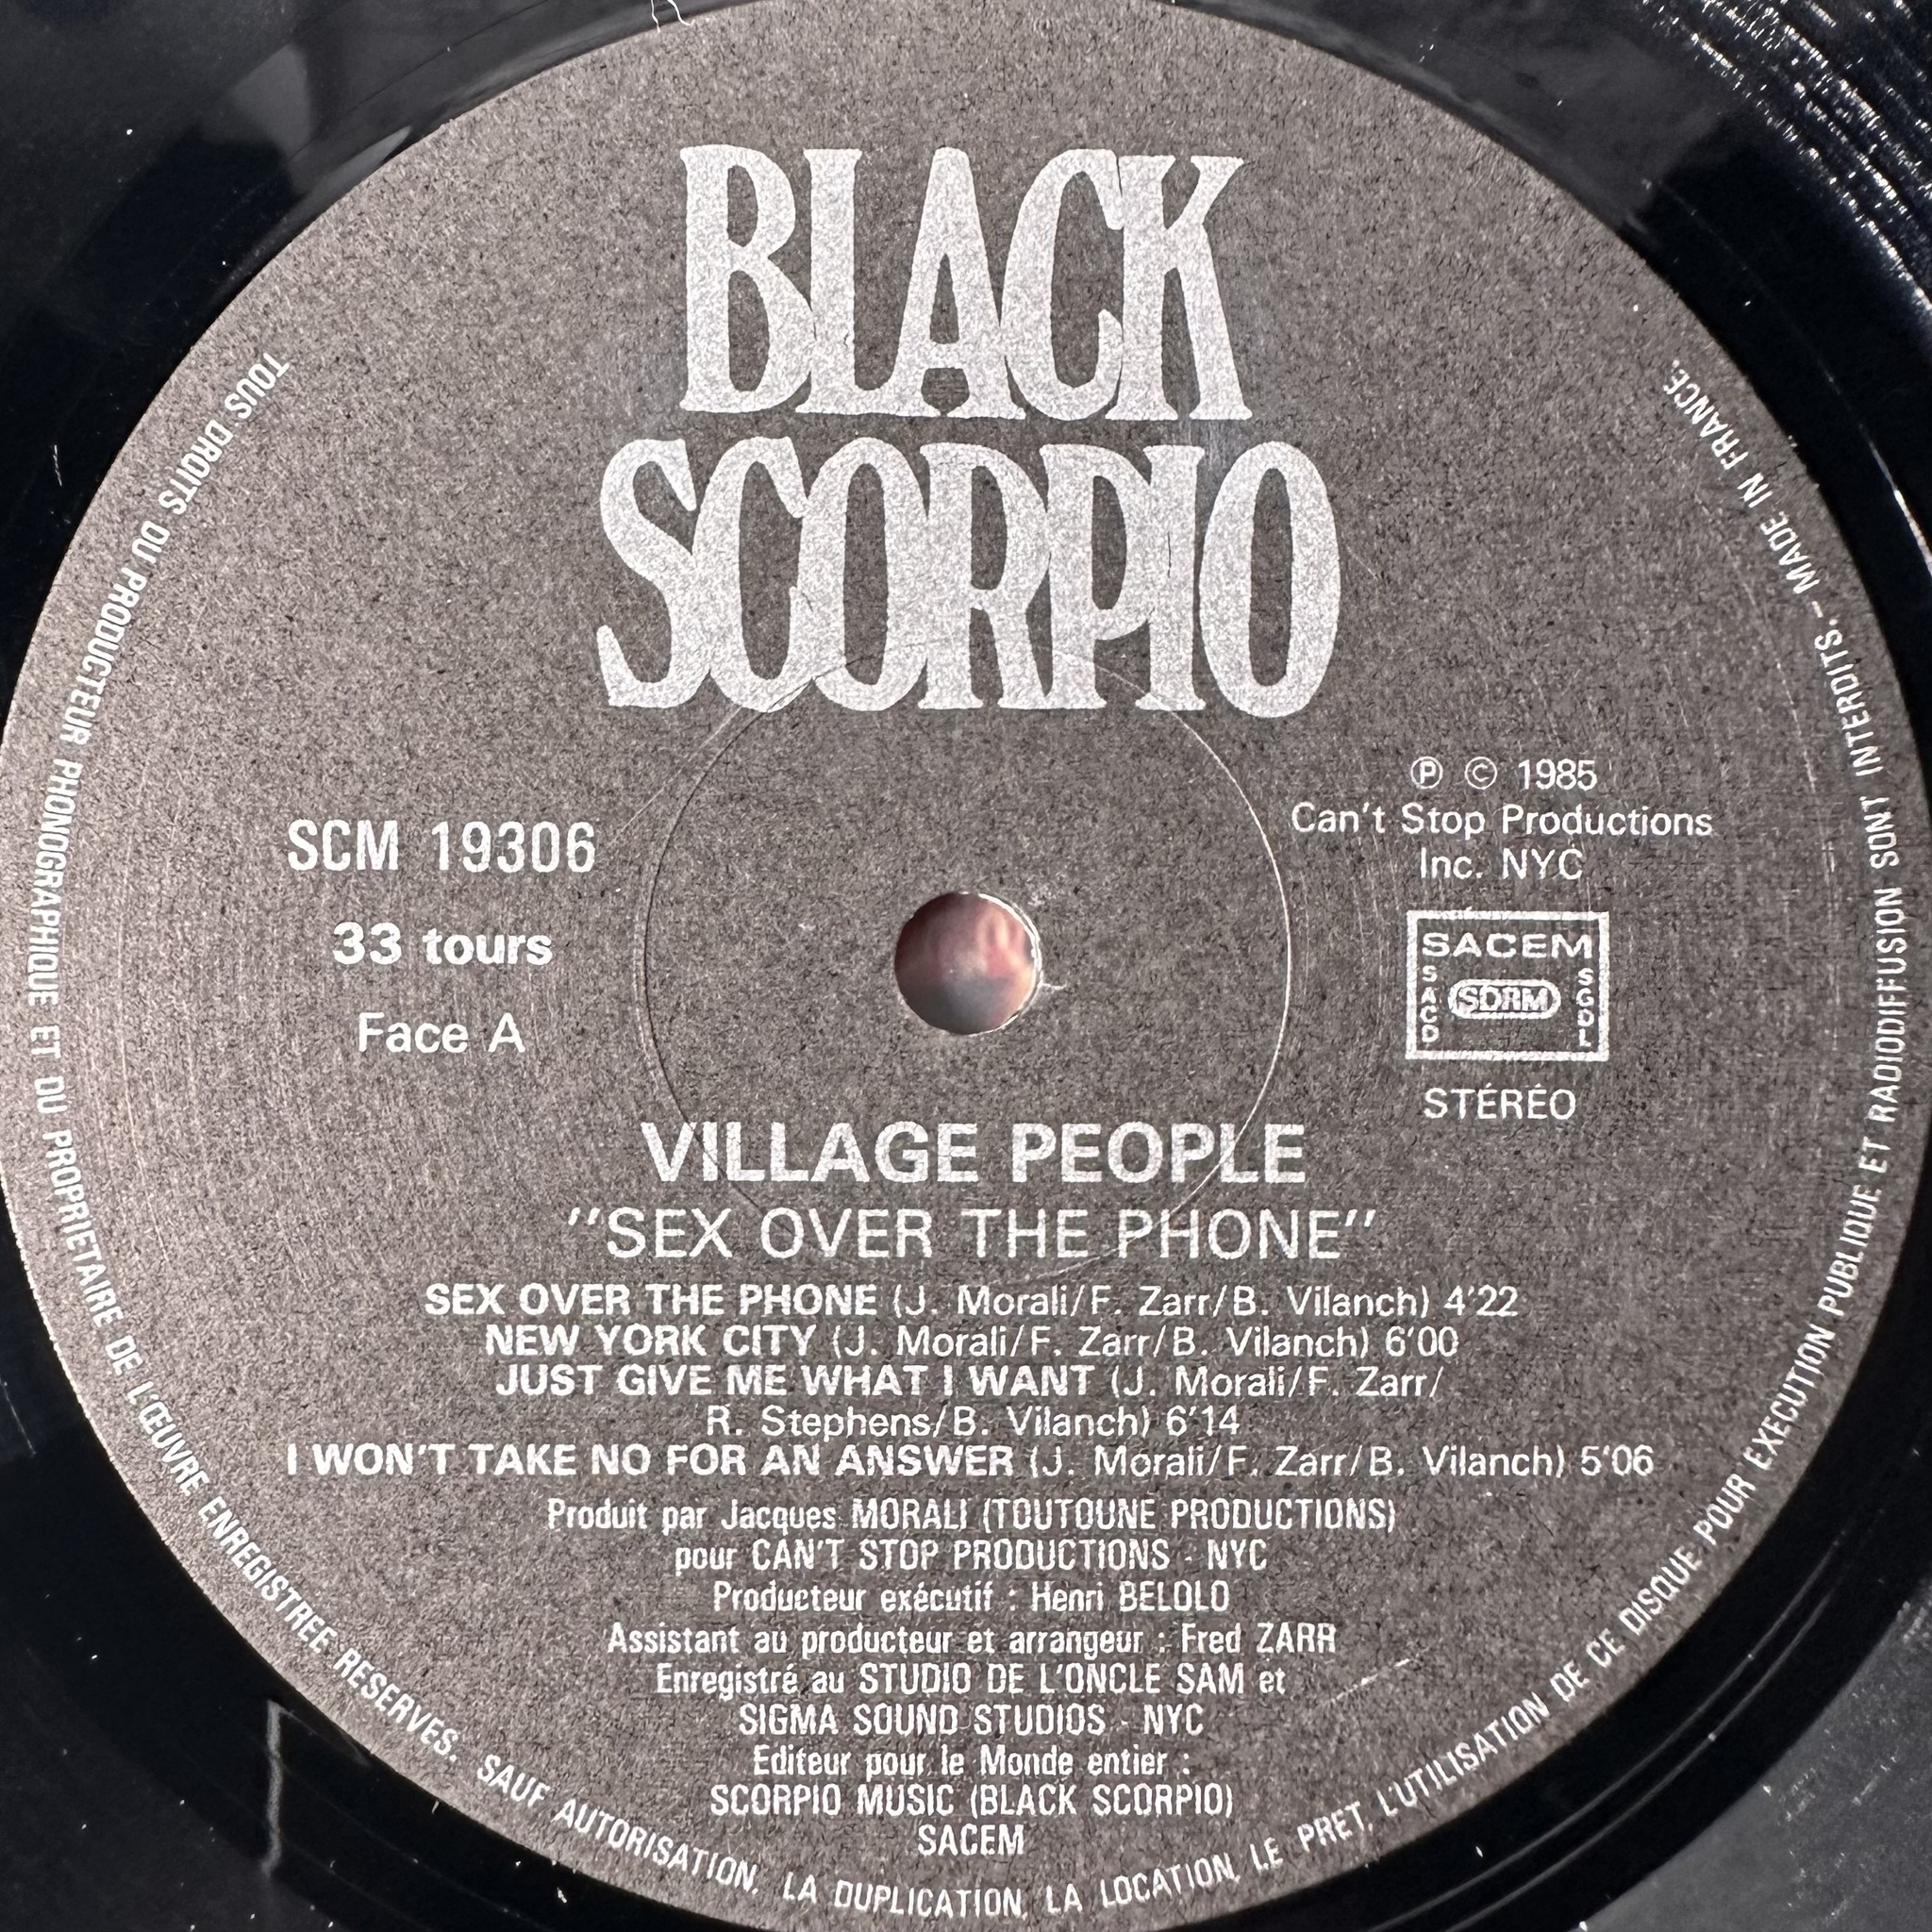 BLACK
SCORPIO
SCM 19306
33 tours
Face A
Ⓟ © 1985
Can't Stop Productions
Inc. NYC
SACEM
SACD
SDRM
SGDL
STÉRÉO
VILLAGE PEOPLE
"SEX OVER THE PHONE"
SEX OVER THE PHONE (J. Morali/F. Zarr/B. Vilanch) 4'22
NEW YORK CITY (J. Morali/F. Zarr/B. Vilanch) 6'00
JUST GIVE ME WHAT I WANT (J. Morali/F. Zarr/
R. Stephens/B. Vilanch) 6'14
I WON'T TAKE NO FOR AN ANSWER (J. Morali/F. Zarr/B. Vilanch) 5'06
Produit par Jacques MORALI (TOUTOUNE PRODUCTIONS)
pour CAN'T STOP PRODUCTIONS - NYC
Producteur exécutif : Henri BELOLO
Assistant au producteur et arrangeur : Fred ZARR
Enregistré au STUDIO DE L'ONCLE SAM et
SIGMA SOUND STUDIOS - NYC
Editeur pour le Monde entier :
SCORPIO MUSIC (BLACK SCORPIO)
SACEM
TOUS DROITS DU PRODUCTEUR PHONOGRAPHIQUE ET DU PROPRIETAIRE DE L'ŒUVRE ENREGISTREE RESERVES. SAUF AUTORISATION, LA DUPLICATION, LA LOCATION, LE PRET, L'UTILISATION DE CE DISQUE POUR EXECUTION PUBLIQUE ET RADIODIFFUSION SONT INTERDITS. - MADE IN FRANCE.